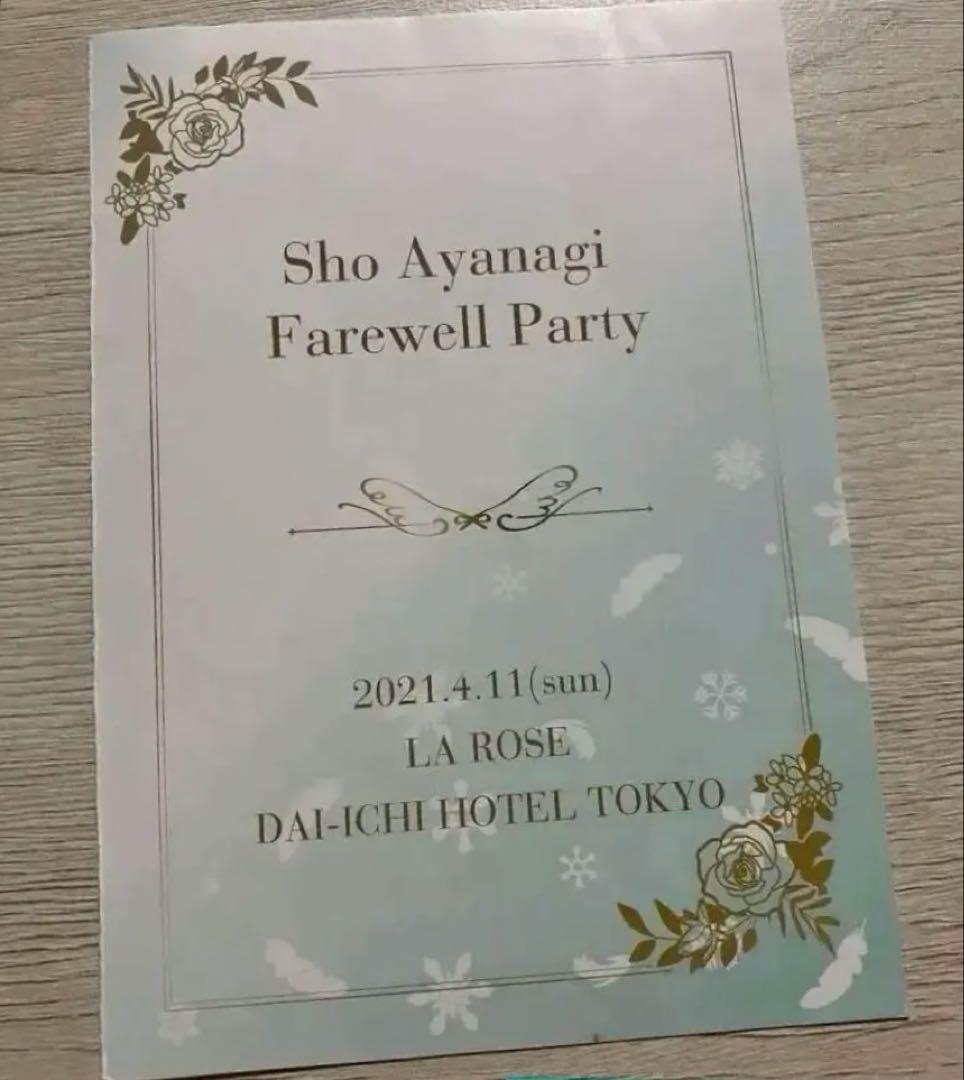 Sho Ayanagi
Farewell Party
2021.4.11(sun)
LA ROSE
DAI-ICHI HOTEL TOKYO